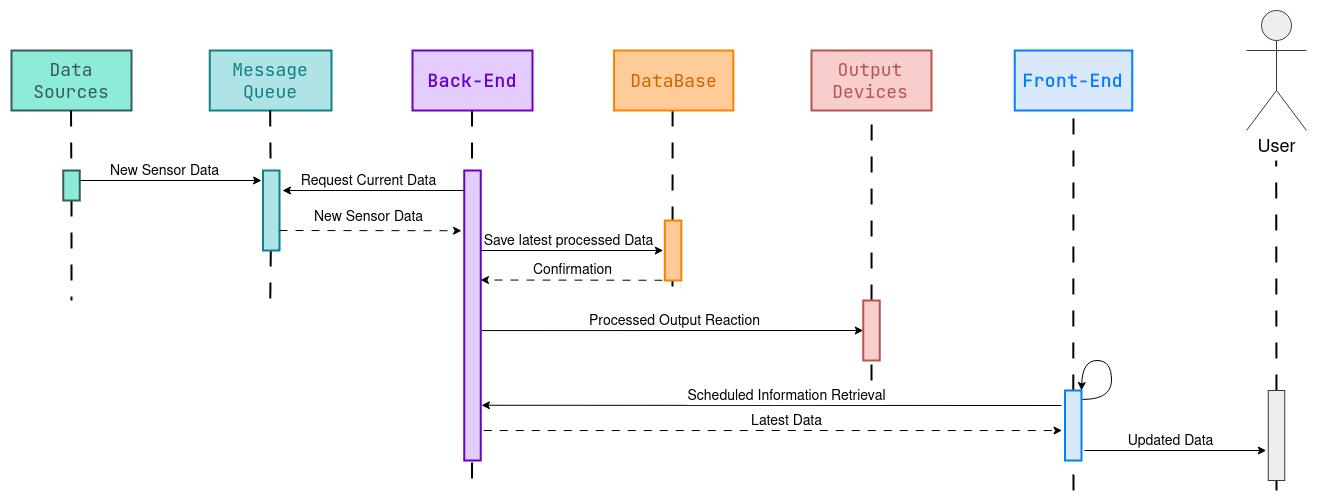 Data
Sources
Message
Queue
Back-End
DataBase
Output
Devices
Front-End
User
New Sensor Data
Request Current Data
New Sensor Data
Save latest processed Data
Confirmation
Processed Output Reaction
Scheduled Information Retrieval
Latest Data
Updated Data